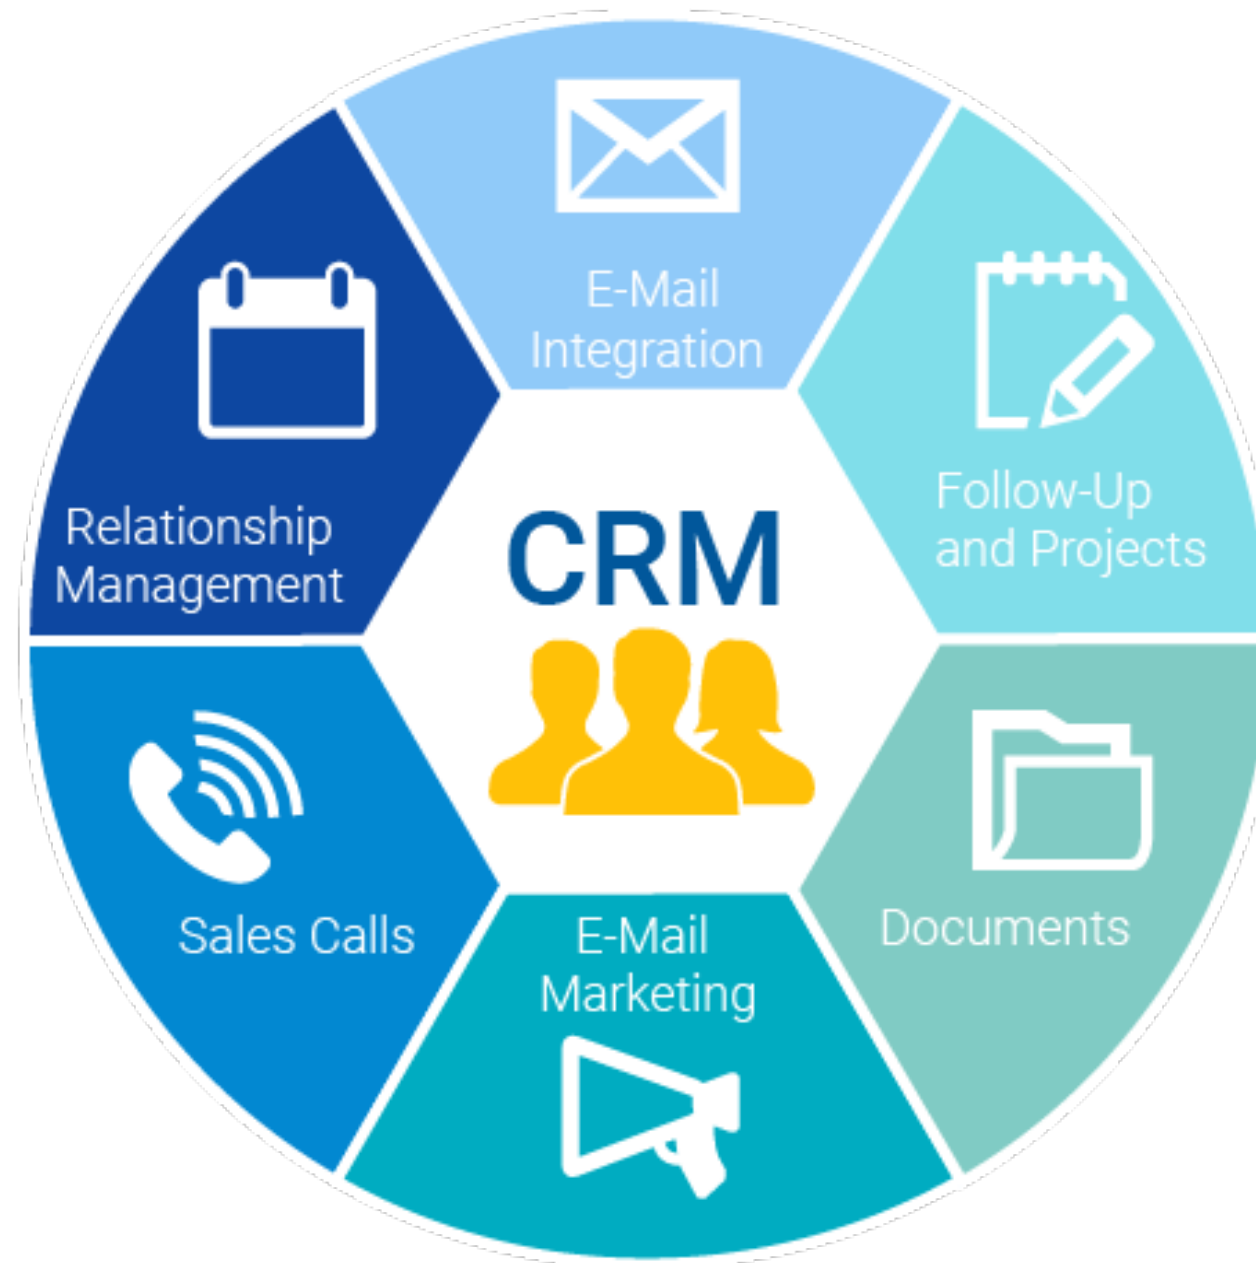 E-Mail
Integration
Follow-Up
and Projects
Relationship
Management
CRM
Sales Calls
E-Mail
Marketing
Documents